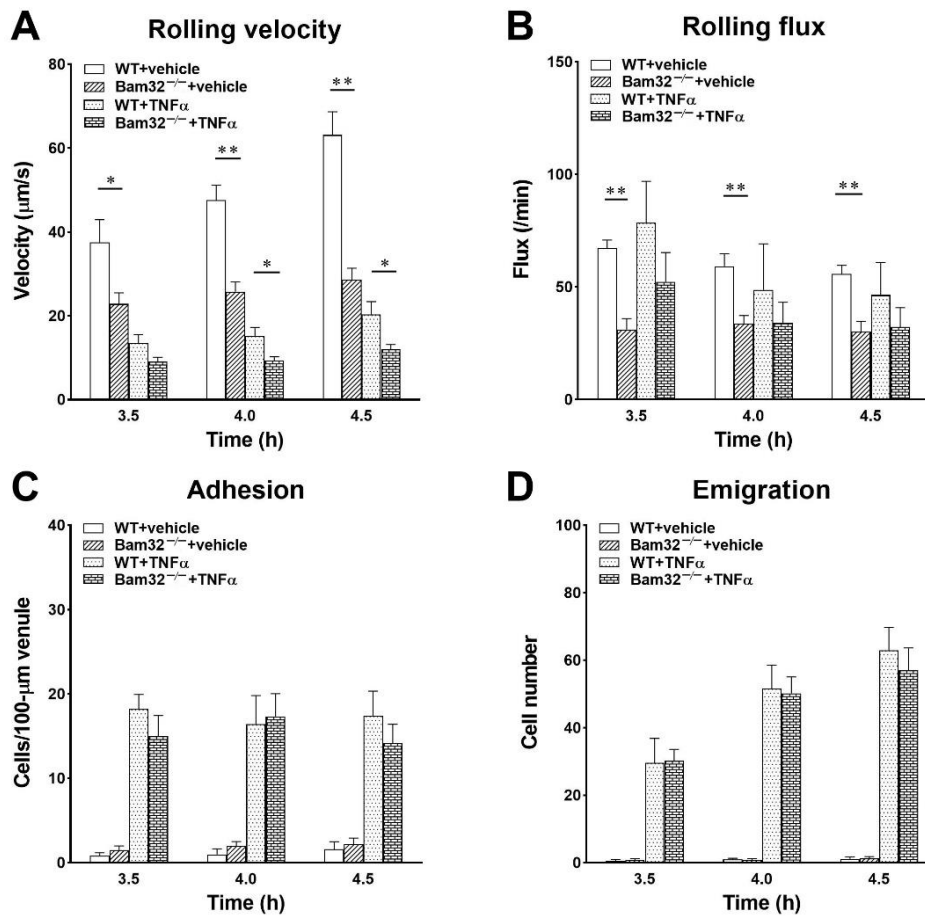 A
Rolling velocity
WT+vehicle
Bam32−/−+vehicle
WT+TNFα
Bam32−/−+TNFα
80
60
40
20
0
Velocity (μm/s)
*
**
*
**
*
3.5
4.0
4.5
Time (h)
B
Rolling flux
WT+vehicle
Bam32−/−+vehicle
WT+TNFα
Bam32−/−+TNFα
150
100
50
0
Flux (/min)
**
**
**
3.5
4.0
4.5
Time (h)
C
Adhesion
WT+vehicle
Bam32−/−+vehicle
WT+TNFα
Bam32−/−+TNFα
40
30
20
10
0
Cells/100-μm venule
3.5
4.0
4.5
Time (h)
D
Emigration
WT+vehicle
Bam32−/−+vehicle
WT+TNFα
Bam32−/−+TNFα
100
80
60
40
20
0
Cell number
3.5
4.0
4.5
Time (h)